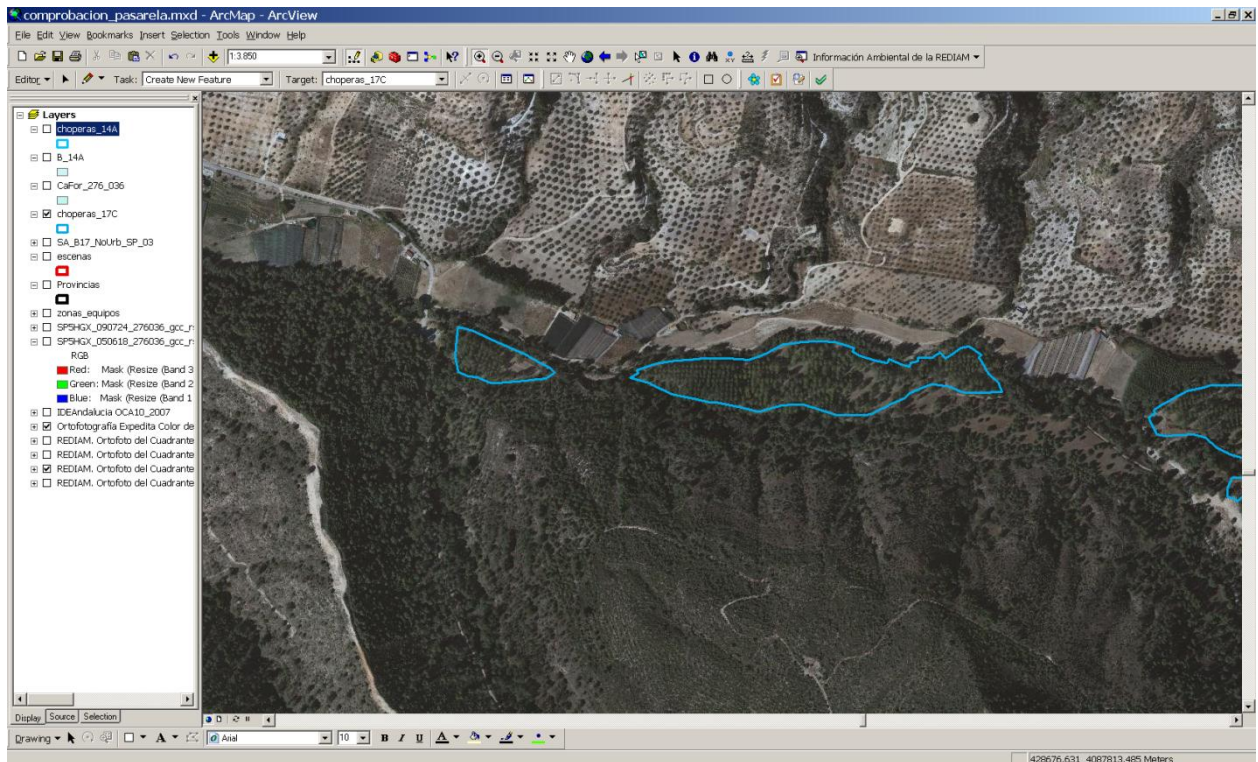 comprobacion_pasarela.mxd - ArcMap - ArcView
File Edit View Bookmarks Insert Selection Tools Window Help
1:3.850 Información Ambiental de la REDIAM
Editor Task: Create New Feature Target: choperas_17C
Layers
choperas_14A
B_14A
CaFor_276_036
choperas_17C
SA_B17_NoUrb_SP_03
escenas
Provincias
zonas_equipos
SP5HGX_090724_276036_gcc_r
SP5HGX_050618_276036_gcc_r
RGB
Red: Mask (Resize (Band 3
Green: Mask (Resize (Band 2
Blue: Mask (Resize (Band 1
IDEAndalucia OCA10_2007
Ortofotografía Expedita Color de
REDIAM. Ortofoto del Cuadrante
REDIAM. Ortofoto del Cuadrante
REDIAM. Ortofoto del Cuadrante
REDIAM. Ortofoto del Cuadrante
Display Source Selection
Drawing A Arial 10 B I U A
428676,631 4087813,485 Meters